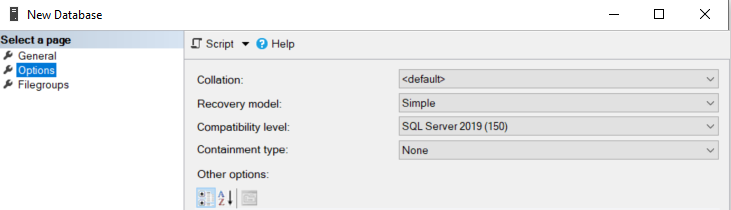 New Database
Select a page
General
Options
Filegroups
Script Help
Collation: <default>
Recovery model: Simple
Compatibility level: SQL Server 2019 (150)
Containment type: None
Other options:
A
Z